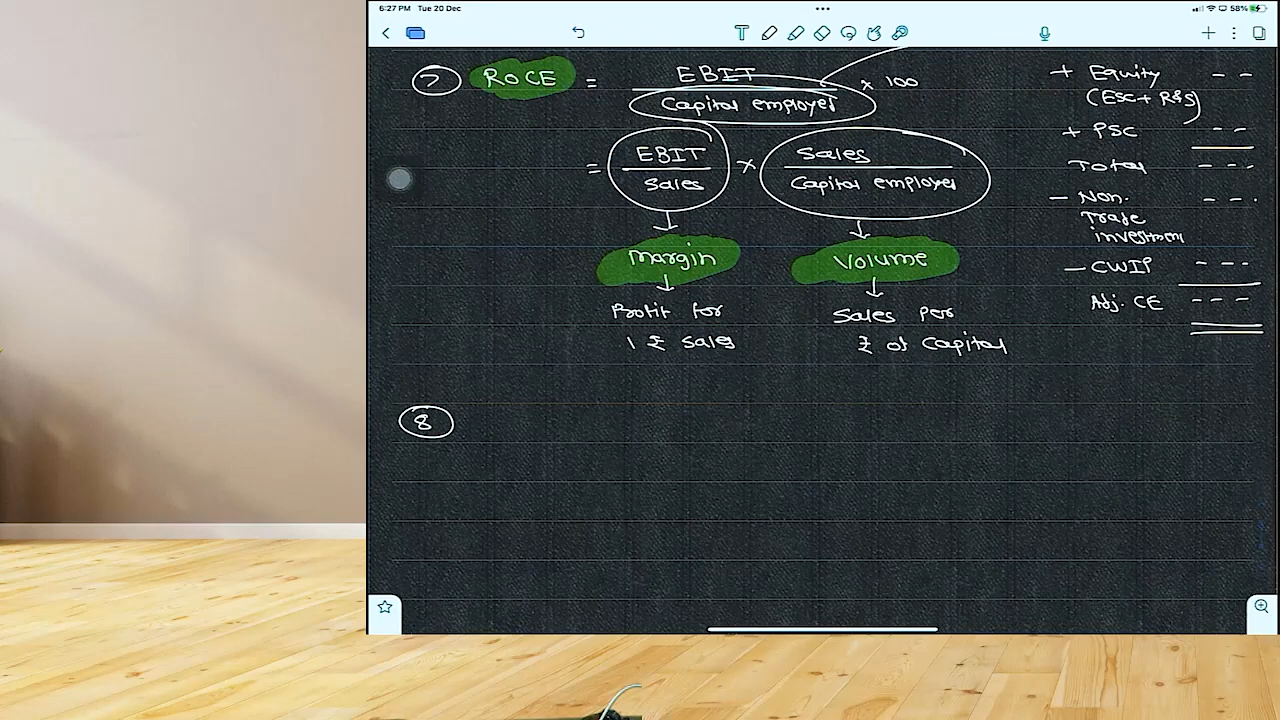 6:27 PM Tue 20 Dec
58%
7 ROCE = EBIT / Capital employed × 100
= EBIT / Sales × Sales / Capital employed
Margin Volume
Profit for Sales per
1 ₹ Sales ₹ of Capital
8
+ Equity - -
(ESC + R&S)
+ PSC - -
Total - - -
- Non. - - -
Trade
investment
- CWIP - - -
Adj. CE - - -